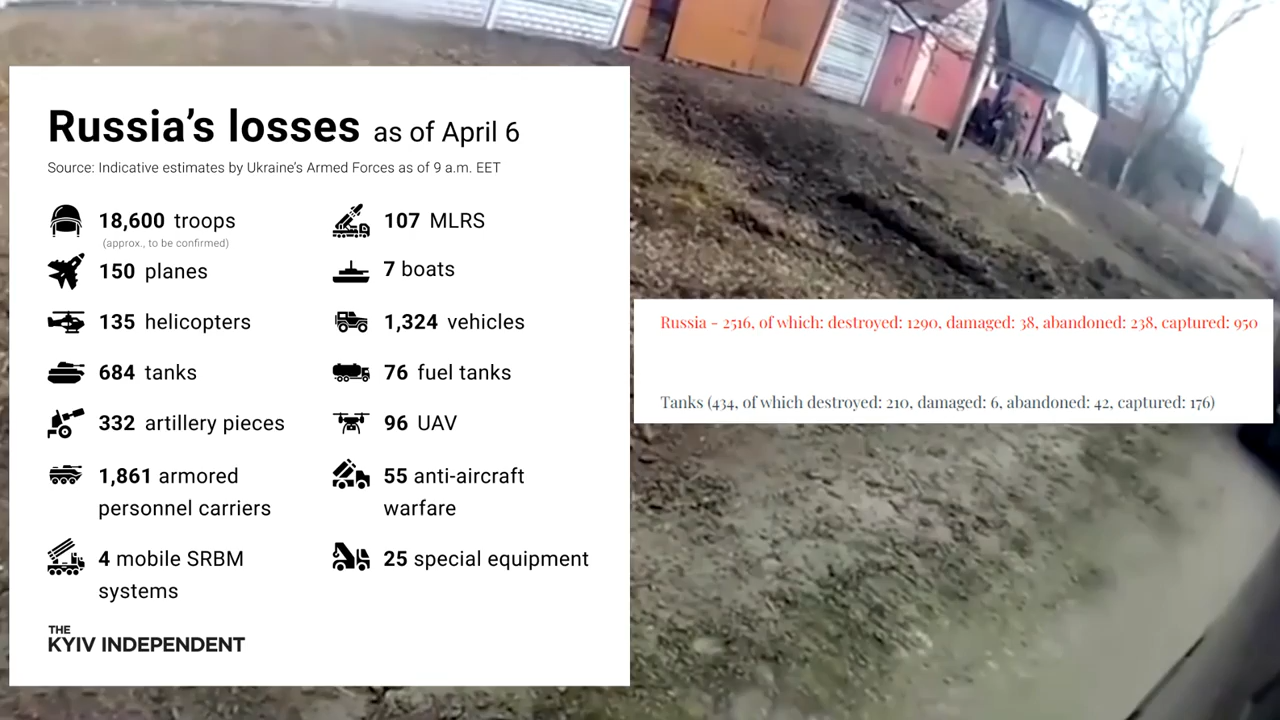 Russia's losses as of April 6
Source: Indicative estimates by Ukraine's Armed Forces as of 9 a.m. EET
18,600 troops
(approx., to be confirmed)
150 planes
135 helicopters
684 tanks
332 artillery pieces
1,861 armored
personnel carriers
4 mobile SRBM
systems
107 MLRS
7 boats
1,324 vehicles
76 fuel tanks
96 UAV
55 anti-aircraft
warfare
25 special equipment
THE
KYIV INDEPENDENT
Russia - 2516, of which: destroyed: 1290, damaged: 38, abandoned: 238, captured: 950
Tanks (434, of which destroyed: 210, damaged: 6, abandoned: 42, captured: 176)